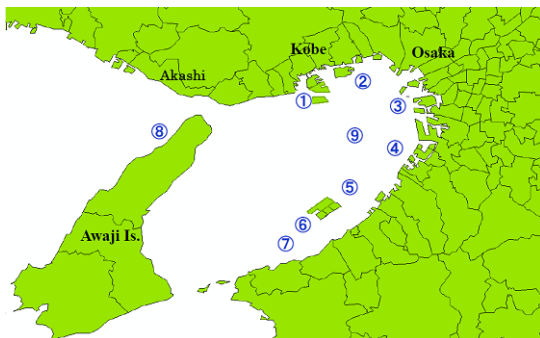 Kobe
Osaka
Akashi
②
①
③
⑧
⑨
④
⑤
⑥
Awaji Is.
⑦